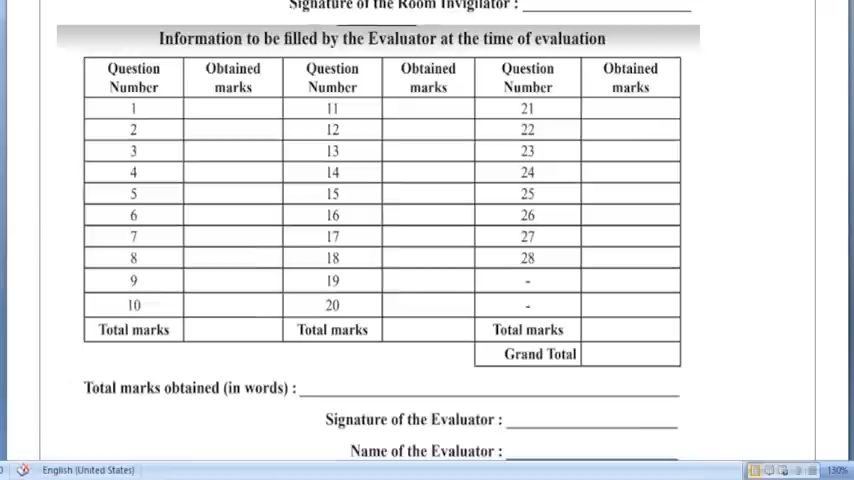 Signature of the Room Invigilator : ____________________
Information to be filled by the Evaluator at the time of evaluation
Question Number Obtained marks Question Number Obtained marks Question Number Obtained marks
1 11 21
2 12 22
3 13 23
4 14 24
5 15 25
6 16 26
7 17 27
8 18 28
9 19 -
10 20 -
Total marks Total marks Total marks
Grand Total
Total marks obtained (in words) : ____________________
Signature of the Evaluator : ____________________
Name of the Evaluator : ____________________
English (United States) 130%